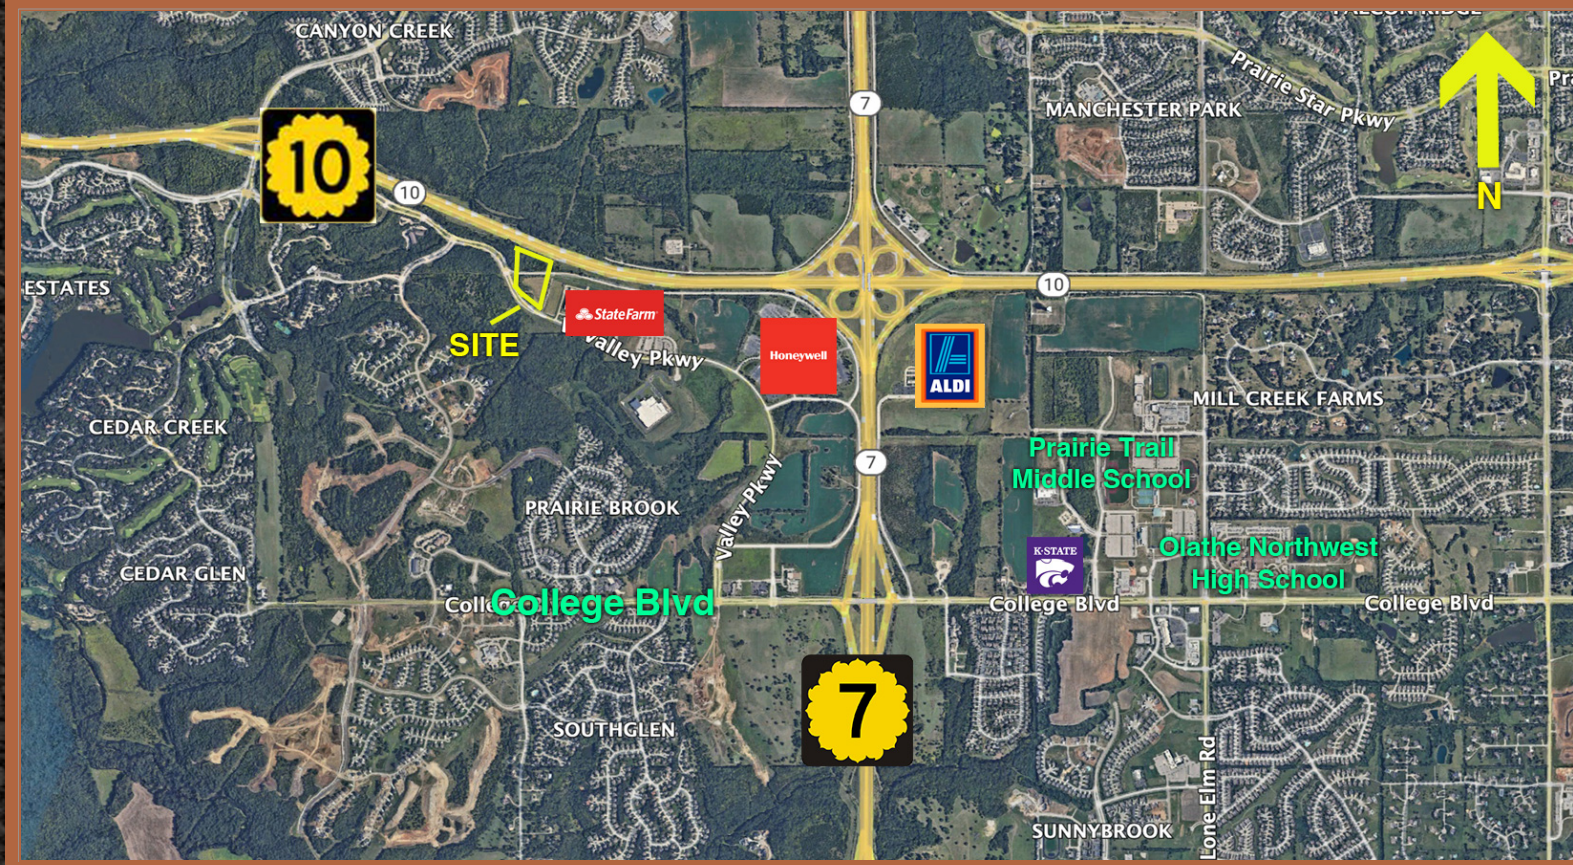 FALCON RIDGE
CANYON CREEK
Prairie Star Pkwy
Pra
7
MANCHESTER PARK
10
10
N
10
ESTATES
StateFarm
SITE
Valley Pkwy
Honeywell
ALDI
MILL CREEK FARMS
CEDAR CREEK
Prairie Trail
Middle School
7
Valley Pkwy
PRAIRIE BROOK
K-STATE
Olathe Northwest
High School
CEDAR GLEN
College
College Blvd
College Blvd
College Blvd
7
SOUTHGLEN
Lone Elm Rd
SUNNYBROOK